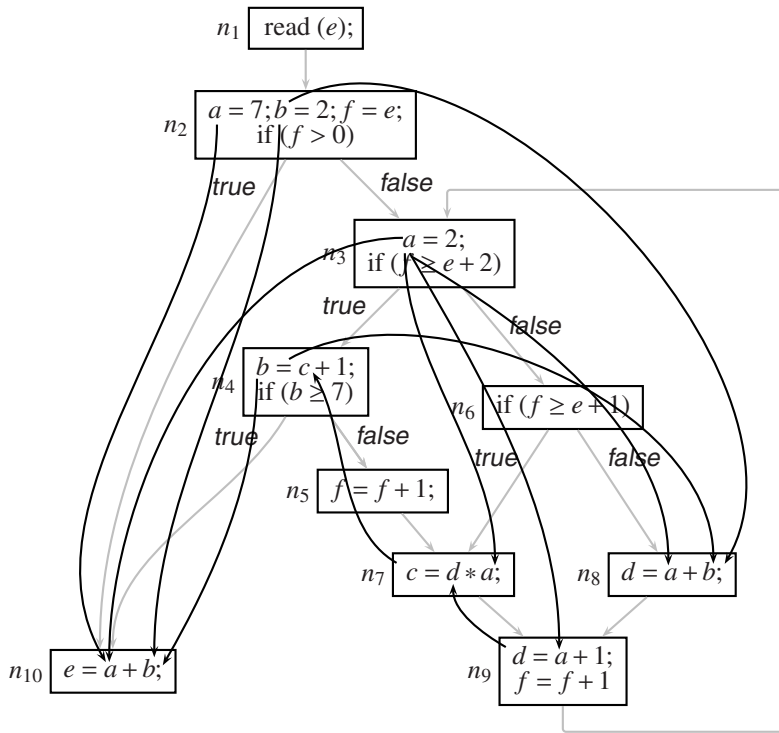 n1 read (e);
n2 a = 7; b = 2; f = e;
if (f > 0)
true
false
n3 a = 2;
if (f ≥ e + 2)
true
false
n4 b = c + 1;
if (b ≥ 7)
n6 if (f ≥ e + 1)
true
false
true
false
n5 f = f + 1;
n7 c = d * a;
n8 d = a + b;
n10 e = a + b;
n9 d = a + 1;
f = f + 1